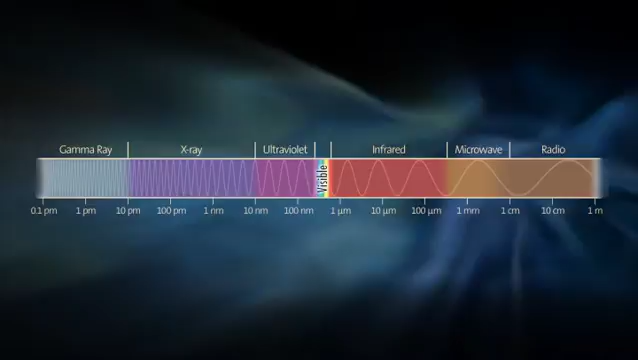 Gamma Ray X-ray Ultraviolet Infrared Microwave Radio
Visible
0.1 pm 1 pm 10 pm 100 pm 1 nm 10 nm 100 nm 1 µm 10 µm 100 µm 1 mm 1 cm 10 cm 1 m